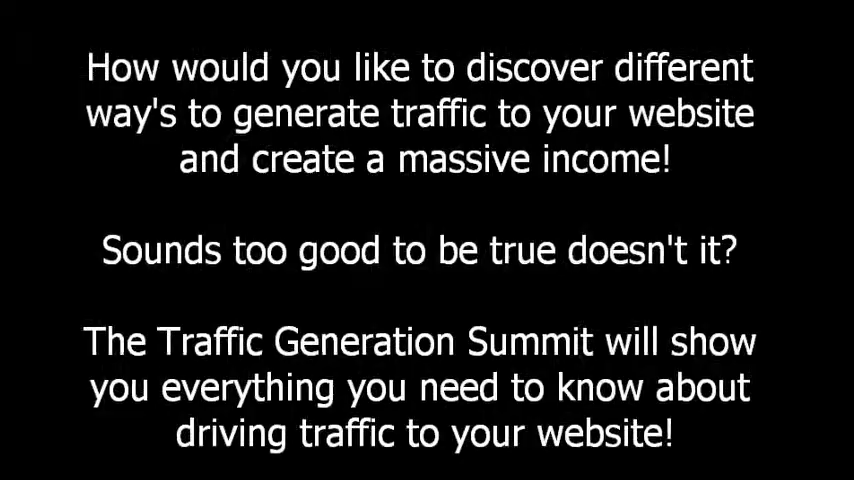 How would you like to discover different
way's to generate traffic to your website
and create a massive income!
Sounds too good to be true doesn't it?
The Traffic Generation Summit will show
you everything you need to know about
driving traffic to your website!